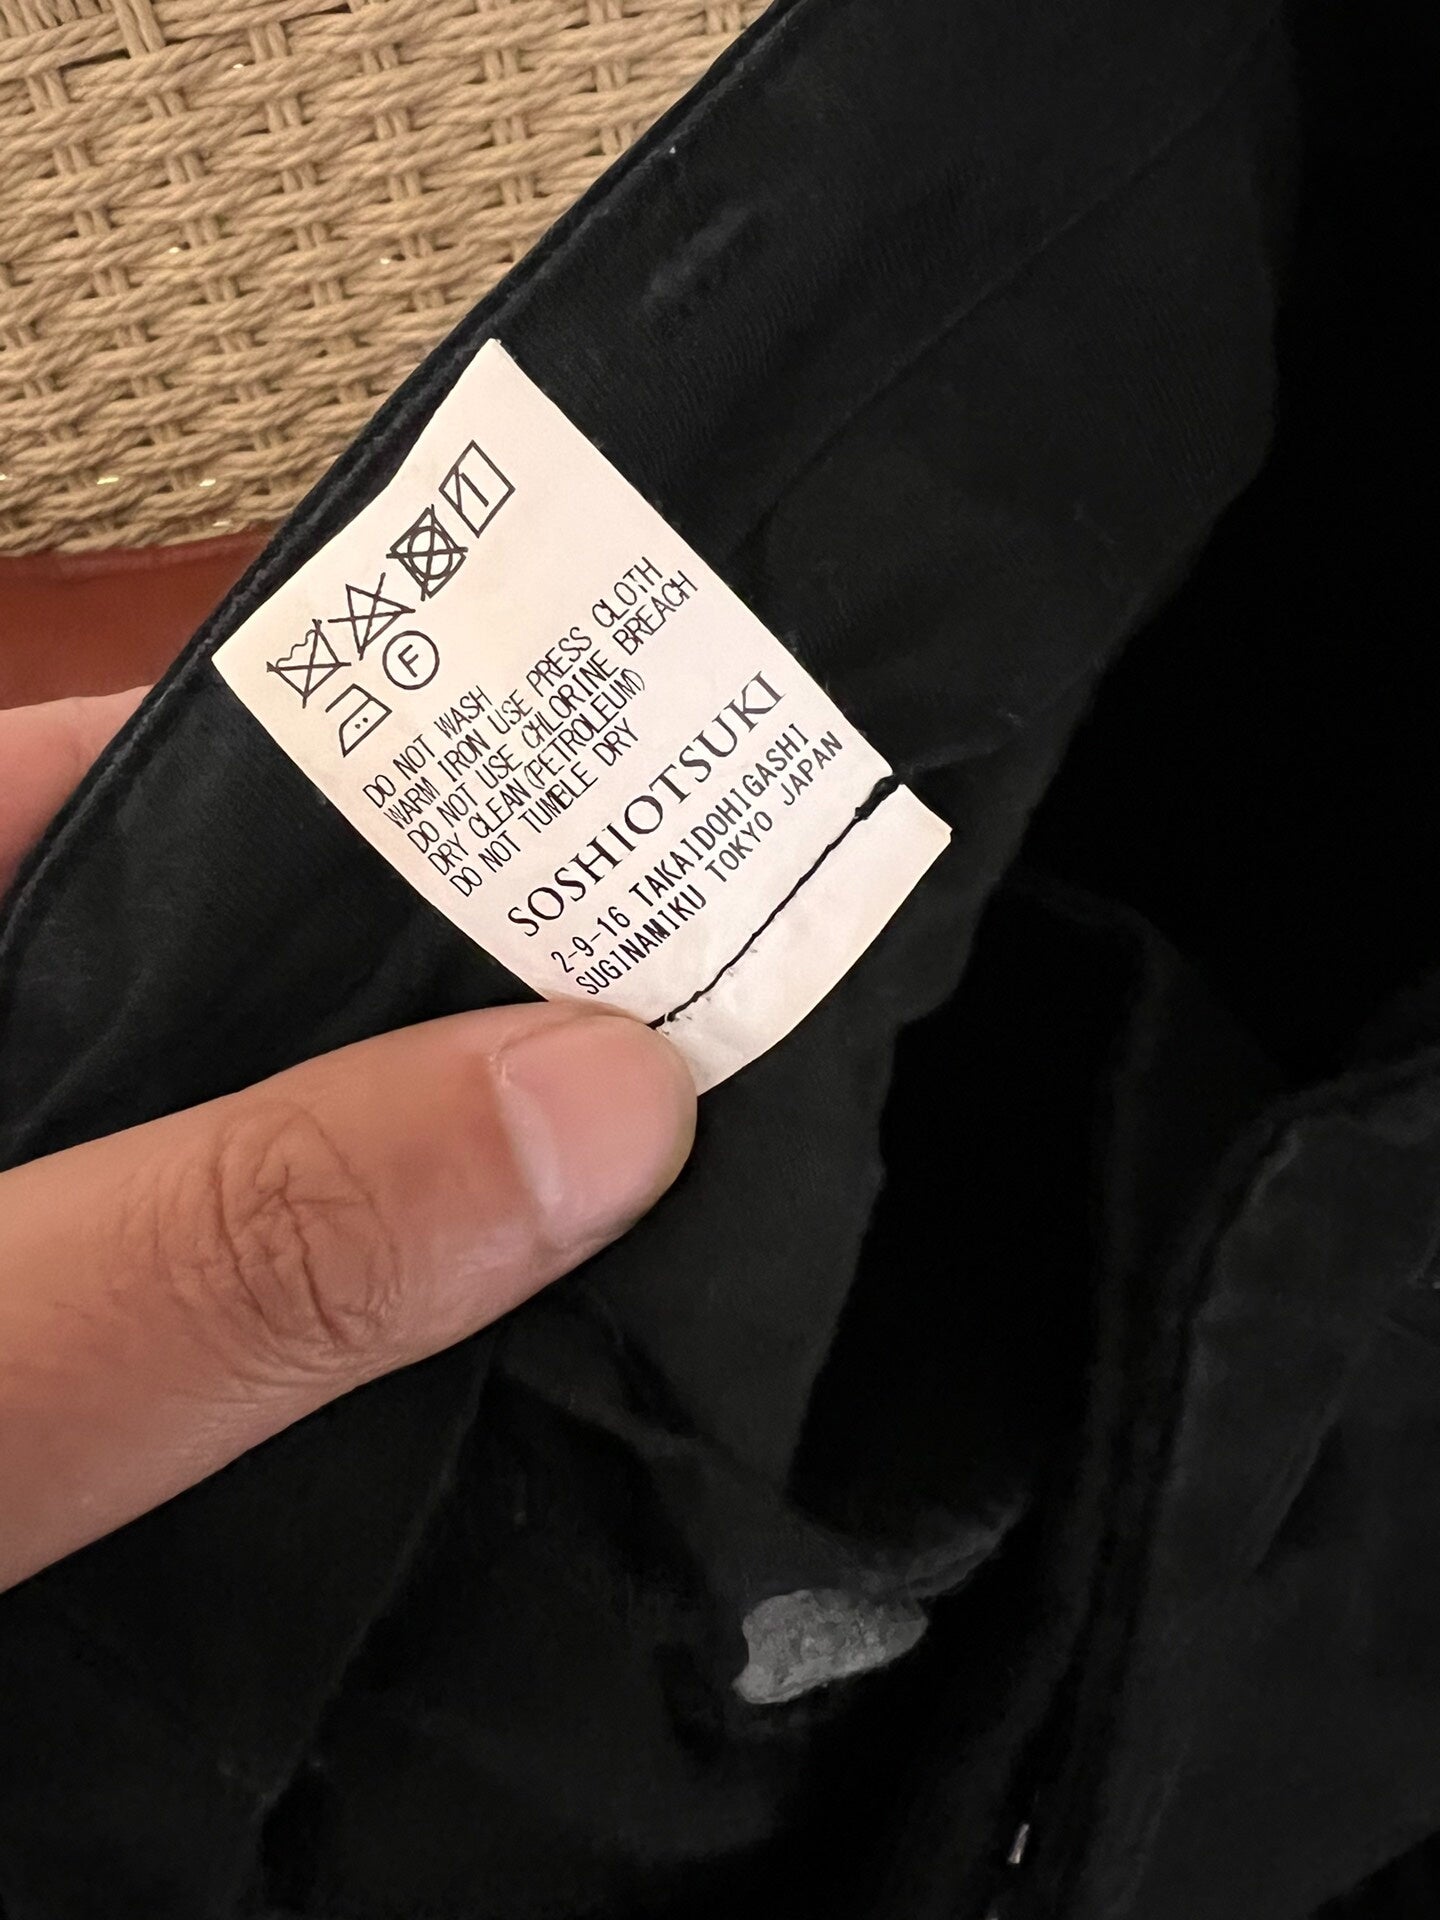 F
DO NOT WASH
WARM IRON USE PRESS CLOTH
DO NOT USE CHLORINE BREACH
DRY CLEAN(PETROLEUM)
DO NOT TUMBLE DRY
SOSHIOTSUKI
2-9-16 TAKAIDOHIGASHI
SUGINAMIKU TOKYO JAPAN